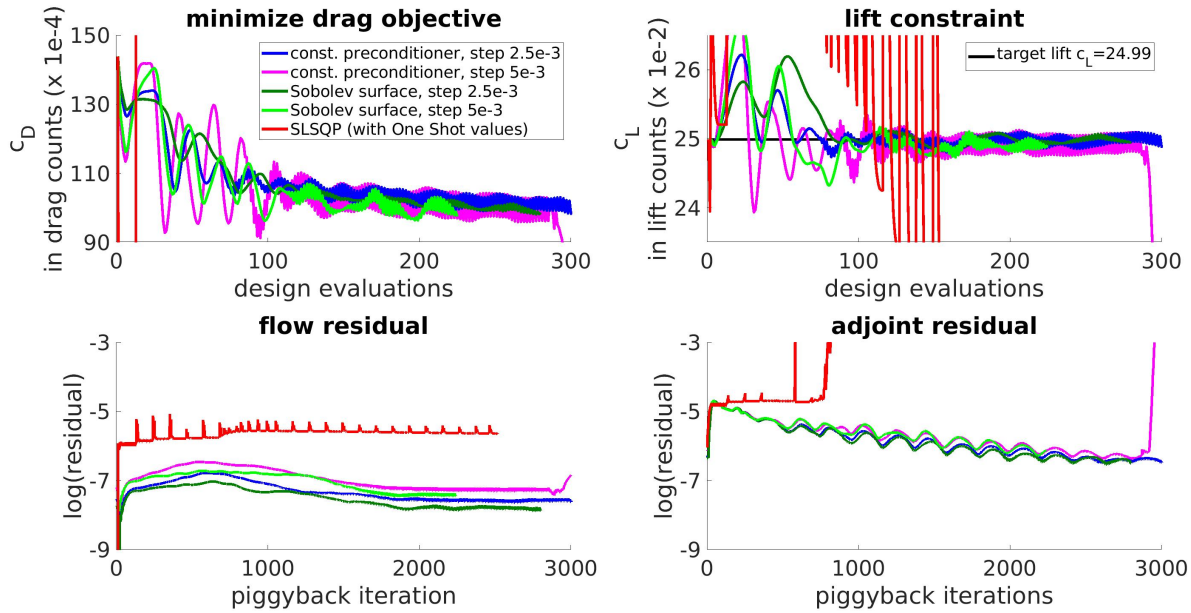 minimize drag objective
c_D
in drag counts (x 1e-4)
150
130
110
90
const. preconditioner, step 2.5e-3
const. preconditioner, step 5e-3
Sobolev surface, step 2.5e-3
Sobolev surface, step 5e-3
SLSQP (with One Shot values)
0 100 200 300
design evaluations
lift constraint
c_L
in lift counts (x 1e-2)
26
25
24
target lift c_L=24.99
0 100 200 300
design evaluations
flow residual
log(residual)
-3
-5
-7
-9
0 1000 2000 3000
piggyback iteration
adjoint residual
log(residual)
-3
-5
-7
-9
0 1000 2000 3000
piggyback iterations